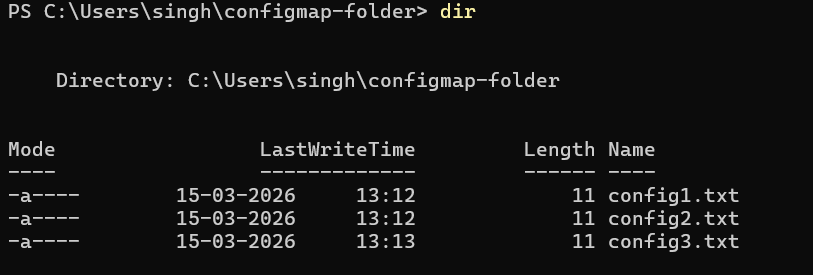 PS C:\Users\singh\configmap-folder> dir
Directory: C:\Users\singh\configmap-folder
Mode                 LastWriteTime         Length Name
----                 -------------         ------ ----
-a----        15-03-2026     13:12             11 config1.txt
-a----        15-03-2026     13:12             11 config2.txt
-a----        15-03-2026     13:13             11 config3.txt